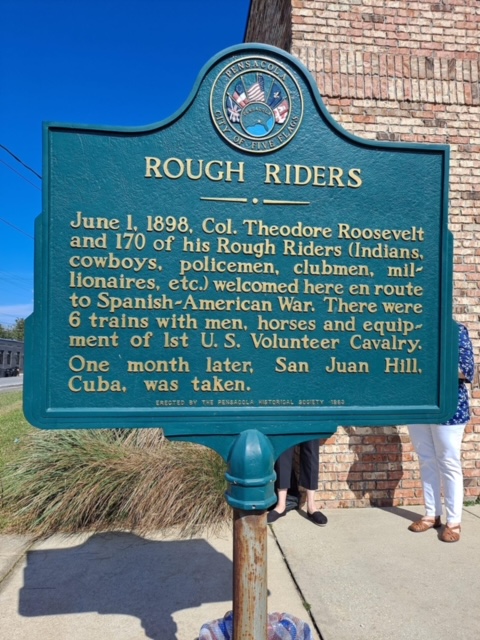 PENSACOLA
CITY OF FIVE FLAGS
ROUGH RIDERS
June 1, 1898, Col. Theodore Roosevelt
and 170 of his Rough Riders (Indians,
cowboys, policemen, clubmen, mil-
lionaires, etc.) welcomed here en route
to Spanish-American War. There were
6 trains with men, horses and equip-
ment of 1st U. S. Volunteer Cavalry.
One month later, San Juan Hill,
Cuba, was taken.
ERECTED BY THE PENSACOLA HISTORICAL SOCIETY